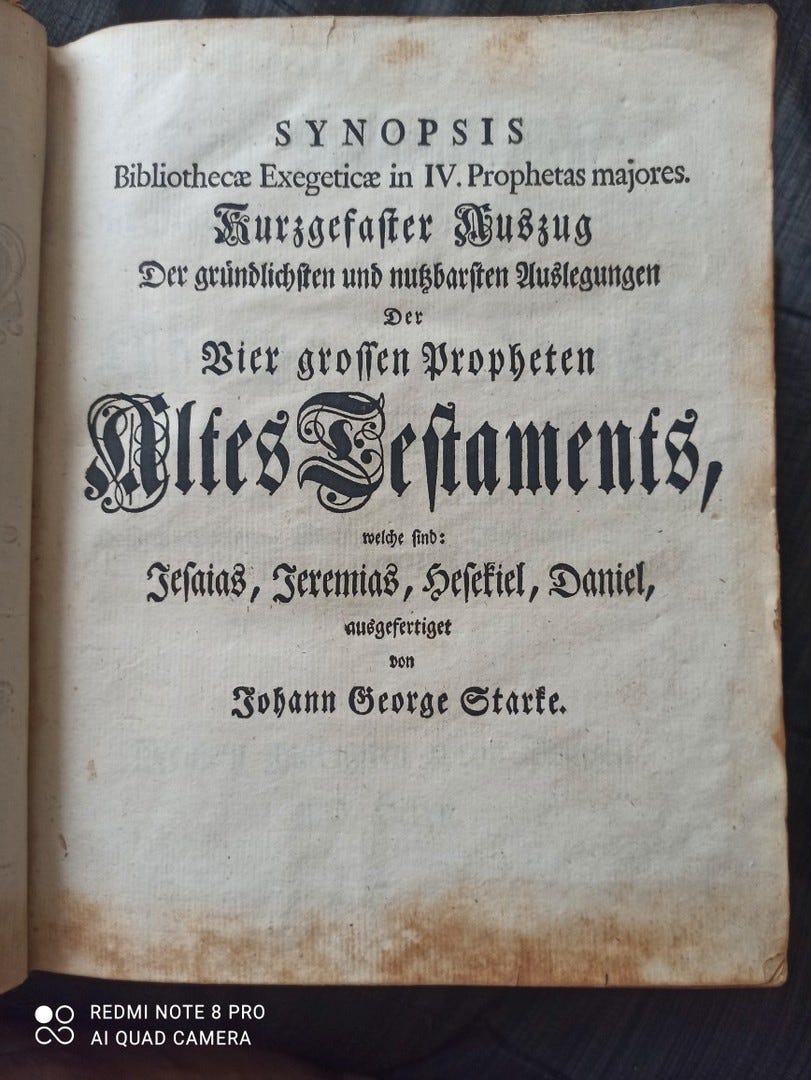 SYNOPSIS
Bibliothecæ Exegeticæ in IV. Prophetas majores.
Kurzgefaſter Auszug
Der gründlichſten und nutzbarſten Auslegungen
Der
Vier groſſen Propheten
Altes Teſtaments,
welche ſind:
Jeſaias, Jeremias, Heſekiel, Daniel,
ausgefertiget
von
Johann George Starke.
REDMI NOTE 8 PRO
AI QUAD CAMERA